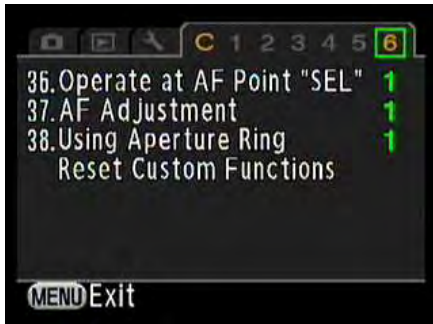 C 1 2 3 4 5 6
36.Operate at AF Point "SEL" 1
37.AF Adjustment 1
38.Using Aperture Ring 1
Reset Custom Functions
MENU Exit